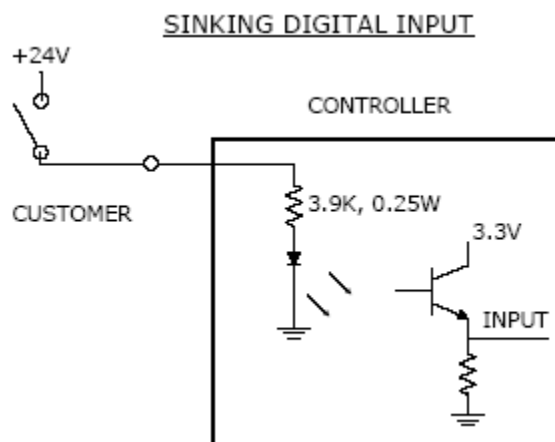 SINKING DIGITAL INPUT
+24V
CONTROLLER
3.9K, 0.25W
CUSTOMER
3.3V
INPUT